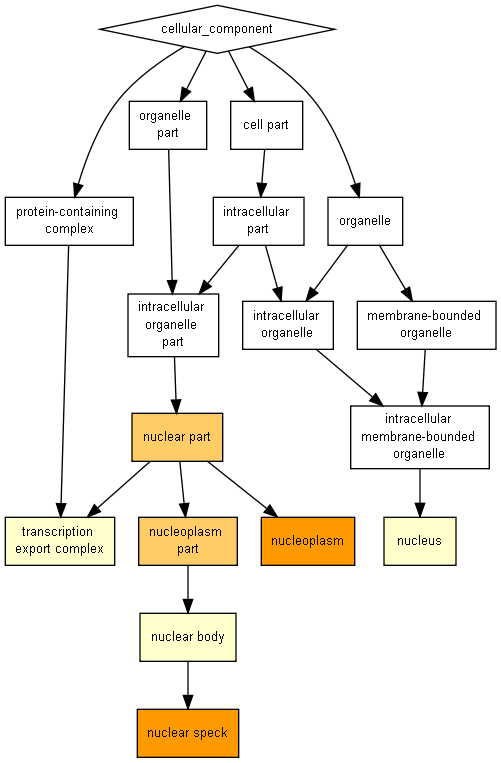 cellular_component
organelle
part
cell part
protein-containing
complex
intracellular
part
organelle
intracellular
organelle
part
intracellular
organelle
membrane-bounded
organelle
nuclear part
intracellular
membrane-bounded
organelle
transcription
export complex
nucleoplasm
part
nucleoplasm
nucleus
nuclear body
nuclear speck